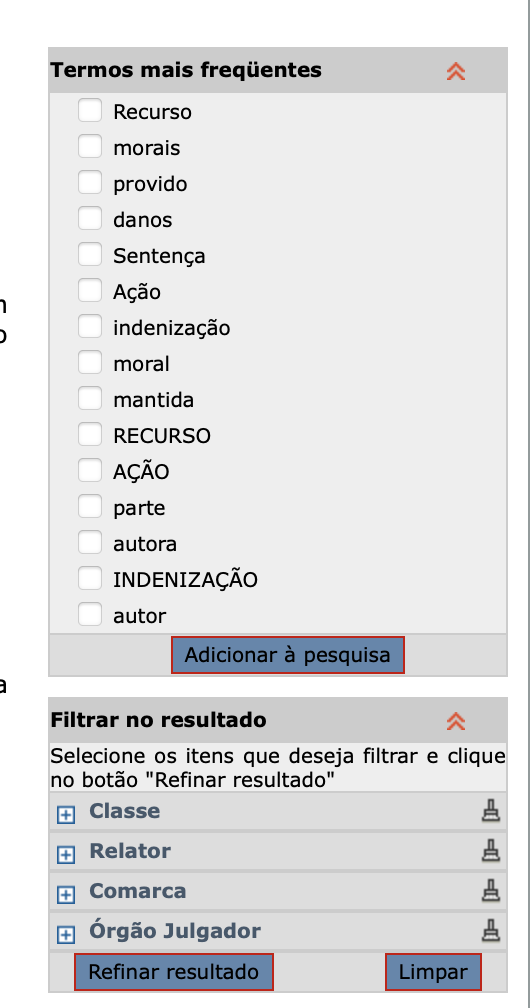 Termos mais freqüentes
Recurso
morais
provido
danos
Sentença
Ação
indenização
moral
mantida
RECURSO
AÇÃO
parte
autora
INDENIZAÇÃO
autor
Adicionar à pesquisa
Filtrar no resultado
Selecione os itens que deseja filtrar e clique
no botão "Refinar resultado"
Classe
Relator
Comarca
Órgão Julgador
Refinar resultado Limpar